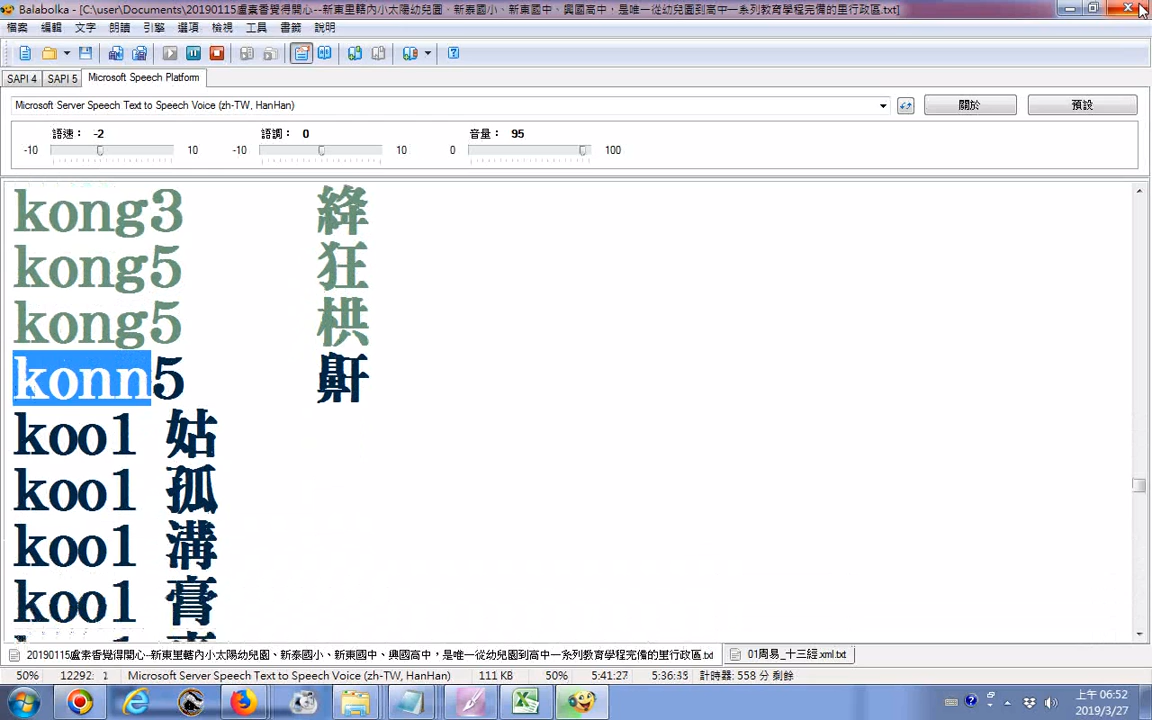 Balabolka - [C:\user\Documents\20190115盧素香覺得開心--新東里轄內小太陽幼兒園、新泰國小、新東國中、興國高中，是唯一從幼兒園到高中一系列教育學程完備的里行政區.txt]
檔案 編輯 文字 朗讀 引擎 選項 檢視 工具 書籤 說明
SAPI 4 SAPI 5 Microsoft Speech Platform
Microsoft Server Speech Text to Speech Voice (zh-TW, HanHan) 關於 預設
語速： -2 語調： 0 音量： 95
-10 10 -10 10 0 100
kong3 絳
kong5 狂
kong5 栱
konn5 鼾
koo1 姑
koo1 孤
koo1 溝
koo1 膏
20190115盧素香覺得開心--新東里轄內小太陽幼兒園、新泰國小、新東國中、興國高中，是唯一從幼兒園到高中一系列教育學程完備的里行政區.txt 01周易_十三經.xml.txt
50% Microsoft Server Speech Text to Speech Voice (zh-TW, HanHan) 111 KB 50% 5:41:27 計時器: 558 分 剩餘
上午 06:52
2019/3/27